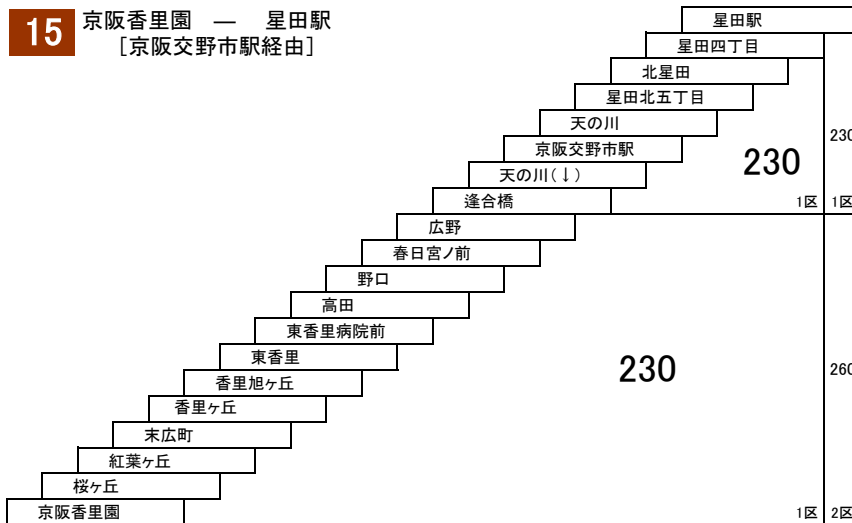 15
京阪香里園 ― 星田駅
[京阪交野市駅経由]
星田駅
星田四丁目
北星田
星田北五丁目
天の川
京阪交野市駅
230
230
天の川(↓)
逢合橋
1区
1区
広野
春日宮ノ前
野口
高田
東香里病院前
東香里
230
260
香里旭ヶ丘
香里ヶ丘
末広町
紅葉ヶ丘
桜ヶ丘
京阪香里園
1区
2区